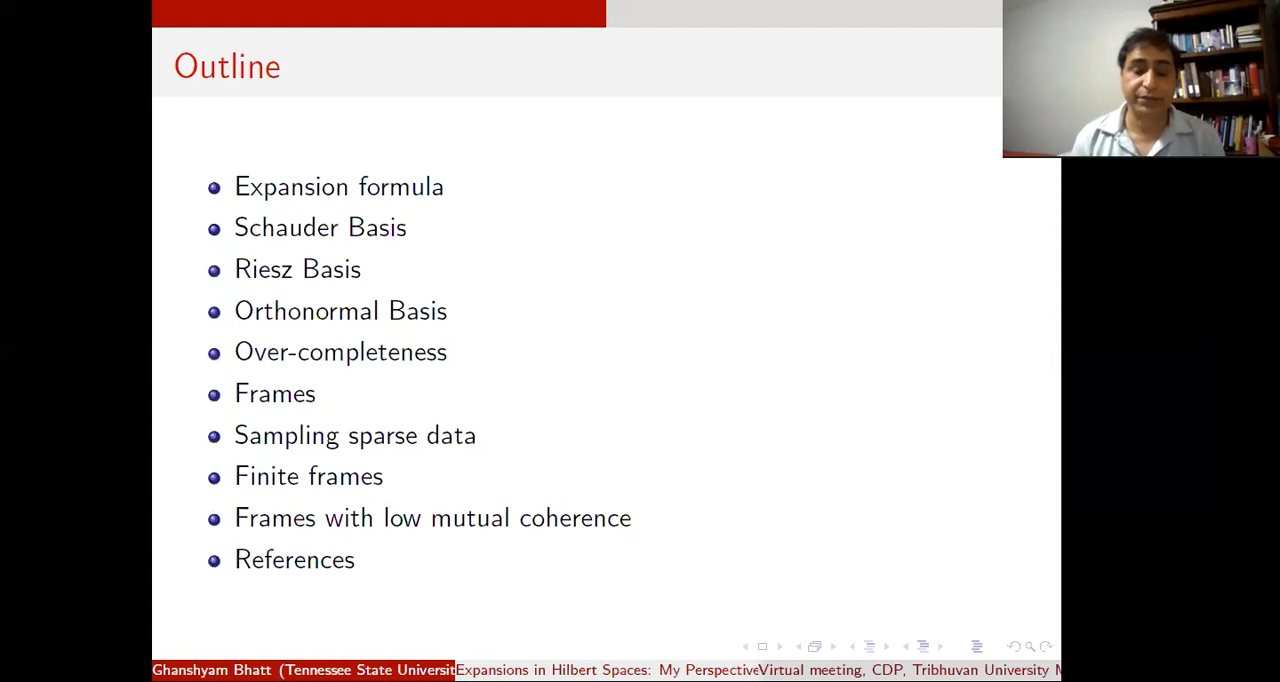 Outline
Expansion formula
Schauder Basis
Riesz Basis
Orthonormal Basis
Over-completeness
Frames
Sampling sparse data
Finite frames
Frames with low mutual coherence
References
Ghanshyam Bhatt (Tennessee State Universit Expansions in Hilbert Spaces: My Perspective Virtual meeting, CDP, Tribhuvan University